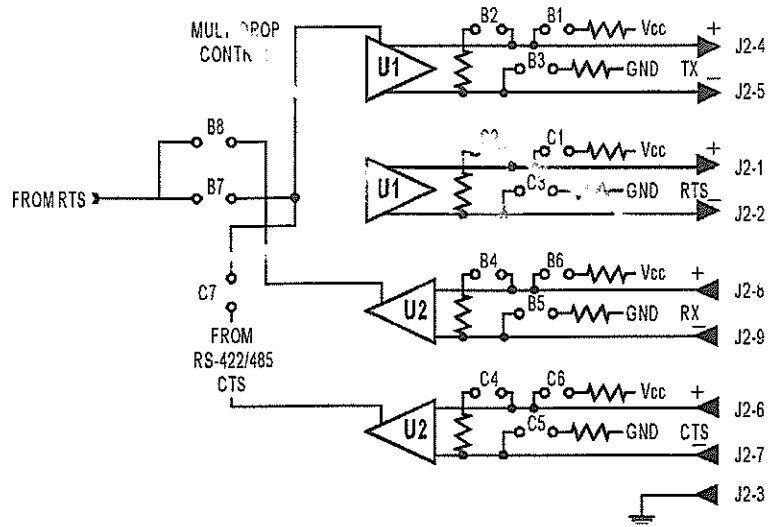 B2 B1 Vcc + J2-4
U1 B3 GND TX
− J2-5
B8
B7
FROM RTS
C1 Vcc + J2-1
U1 C3 GND RTS
− J2-2
C7
FROM
RS-422/485
CTS
B4 B6 Vcc + J2-8
U2 B5 GND RX
− J2-9
C4 C6 Vcc + J2-6
U2 C5 GND CTS
− J2-7
J2-3